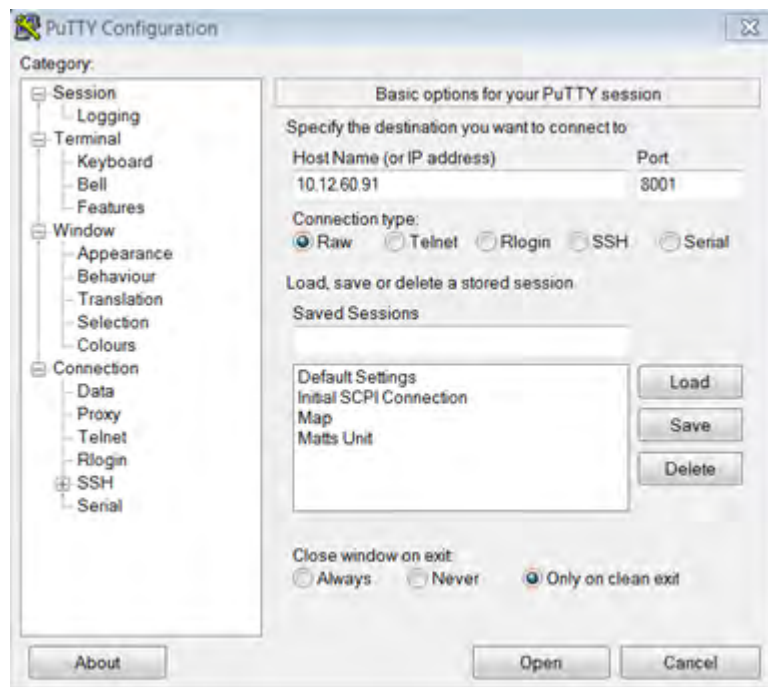 PuTTY Configuration
Category:
Session
Logging
Terminal
Keyboard
Bell
Features
Window
Appearance
Behaviour
Translation
Selection
Colours
Connection
Data
Proxy
Telnet
Rlogin
SSH
Serial
Basic options for your PuTTY session
Specify the destination you want to connect to
Host Name (or IP address) Port
10.12.60.91 8001
Connection type:
Raw Telnet Rlogin SSH Serial
Load, save or delete a stored session
Saved Sessions
Default Settings
Initial SCPI Connection
Map
Matts Unit
Load
Save
Delete
Close window on exit:
Always Never Only on clean exit
About Open Cancel